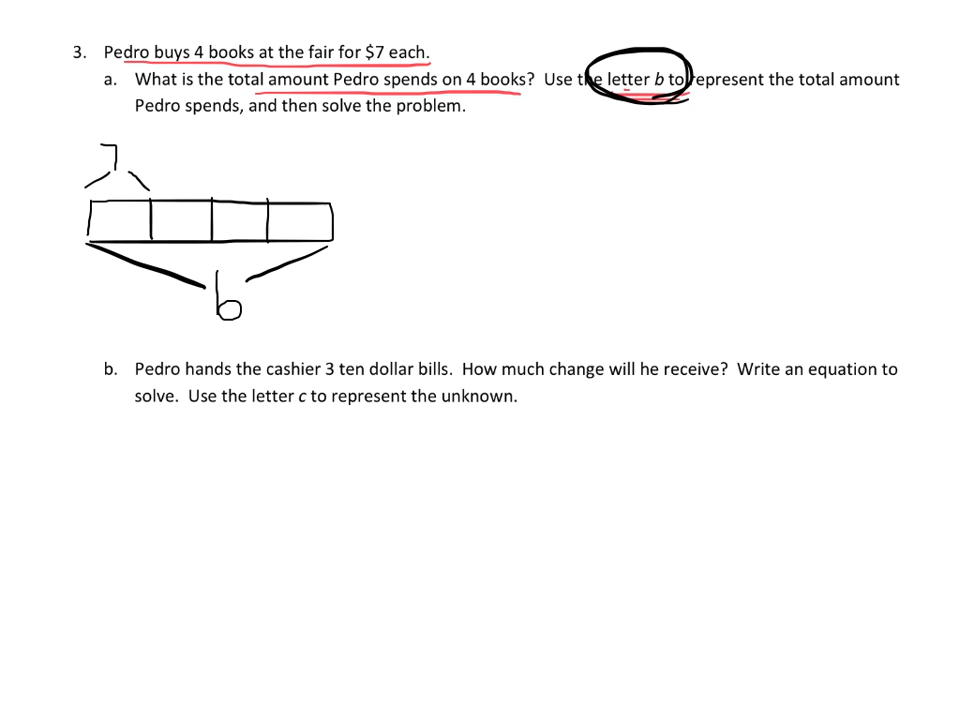 3. Pedro buys 4 books at the fair for $7 each.
a. What is the total amount Pedro spends on 4 books? Use the letter b to represent the total amount
Pedro spends, and then solve the problem.
7
b
b. Pedro hands the cashier 3 ten dollar bills. How much change will he receive? Write an equation to
solve. Use the letter c to represent the unknown.